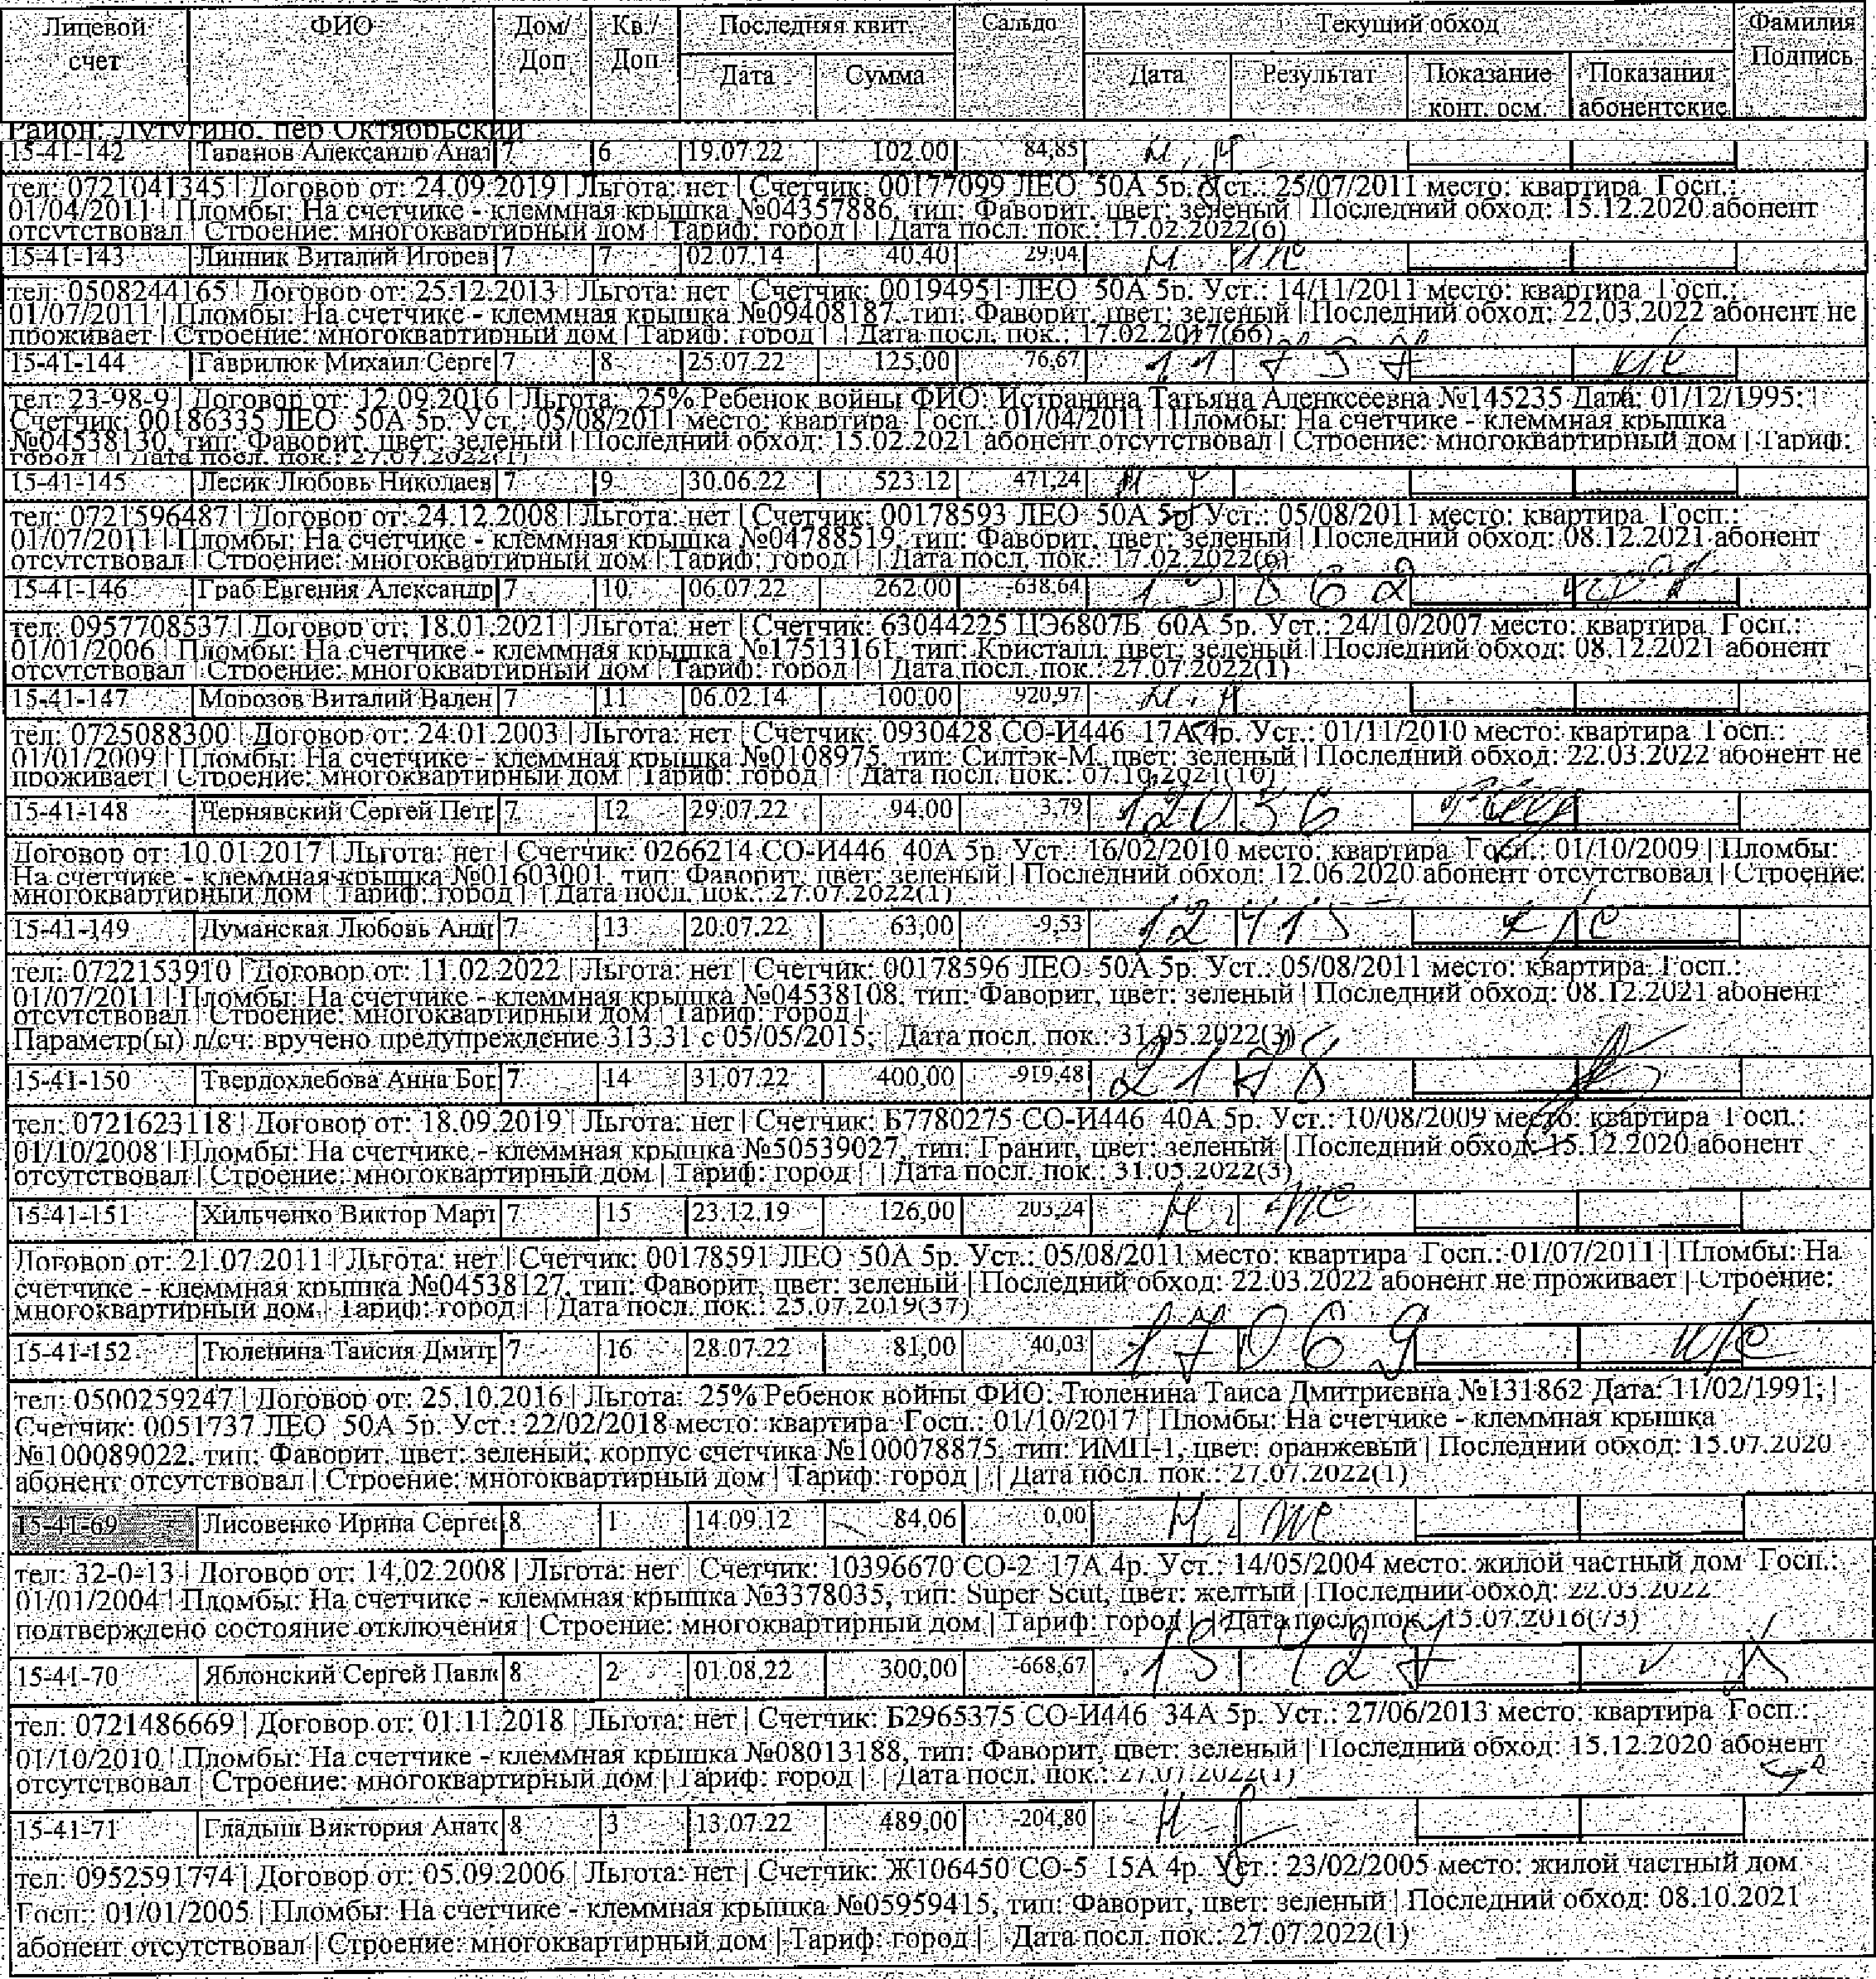 Лицевой счет ФИО Дом/ Доп Кв./ Доп Последняя квит. Сальдо Текущий обход Фамилия Подпись
Дата Сумма Дата Результат Показание конт. осм Показания абонентские
Район: Лутугино, пер Октябрьский
15-41-142 Таранов Александр Анат 7 6 19.07.22 102.00 84,85
тел: 0721041345 | Договор от: 24.09.2019 | Льгота: нет | Счетчик: 00177099 ЛЕО 50А 5р. Уст.: 25/07/2011 место: квартира Госп.:
01/04/2011 | Пломбы: На счетчике - клеммная крышка №04357886, тип: Фаворит, цвет: зеленый | Последний обход: 15.12.2020 абонент
отсутствовал | Строение: многоквартирный дом | Тариф: город | | Дата посл. пок.: 17.02.2022(6)
15-41-143 Линник Виталий Игорев 7 7 02.07.14 40.40 29,04
тел: 0508244165 | Договор от: 25.12.2013 | Льгота: нет | Счетчик: 0019495 ЛЕО 50А 5р. Уст.: 14/11/2011 место: квартира Госп.:
01/07/2011 | Пломбы: На счетчике - клеммная крышка №09408187, тип: Фаворит, цвет: зеленый | Последний обход: 22.03.2022 абонент не
проживает | Строение: многоквартирный дом | Тариф: город | | Дата посл. пок.: 17.02.2017(66)
15-41-144 Гаврилюк Михаил Серге 7 8 25.07.22 125,00 76,67 11737 и/с
тел: 23-98-9 | Договор от: 12.09.2016 | Льгота: 25% Ребенок войны ФИО: Истранина Татьяна Аленксеевна №145235 Дата: 01/12/1995; |
Счетчик: 00186335 ЛЕО 50А 5р. Уст.: 05/08/2011 место: квартира Госп.: 01/04/2011 | Пломбы: На счетчике - клеммная крышка
№04538130, тип: Фаворит, цвет: зеленый | Последний обход: 15.02.2021 абонент отсутствовал | Строение: многоквартирный дом | Тариф:
город | | Дата посл. пок.: 27.07.2022(1)
15-41-145 Лесик Любовь Николаев 7 9 30.06.22 523.12 471,24
тел: 0721596487 | Договор от: 24.12.2008 | Льгота: нет | Счетчик: 00178593 ЛЕО 50А 5р. Уст.: 05/08/2011 место: квартира Госп.:
01/07/2011 | Пломбы: На счетчике - клеммная крышка №04788519, тип: Фаворит, цвет: зеленый | Последний обход: 08.12.2021 абонент
отсутствовал | Строение: многоквартирный дом | Тариф: город | | Дата посл. пок.: 17.02.2022(6)
15-41-146 Граб Евгения Александр 7 10 06.07.22 262.00 -638,64 15862
тел: 0957708537 | Договор от: 18.01.2021 | Льгота: нет | Счетчик: 63044225 ЦЭ6807Б 60А 5р. Уст.: 24/10/2007 место: квартира Госп.:
01/01/2006 | Пломбы: На счетчике - клеммная крышка №17513161, тип: Кристалл, цвет: зеленый | Последний обход: 08.12.2021 абонент
отсутствовал | Строение: многоквартирный дом | Тариф: город | | Дата посл. пок.: 27.07.2022(1)
15-41-147 Морозов Виталий Вален 7 11 06.02.14 100.00 -920,97
тел: 0725088300 | Договор от: 24.01.2003 | Льгота: нет | Счетчик: 0930428 СО-И446 17А 4р. Уст.: 01/11/2010 место: квартира Госп.:
01/01/2009 | Пломбы: На счетчике - клеммная крышка №0108975, тип: Силтэк-М, цвет: зеленый | Последний обход: 22.03.2022 абонент не
проживает | Строение: многоквартирный дом | Тариф: город | | Дата посл. пок.: 07.10.2021(10)
15-41-148 Чернявский Сергей Петр 7 12 29.07.22 94.00 3,79 12036
Договор от: 10.01.2017 | Льгота: нет | Счетчик: 0266214 СО-И446 40А 5р. Уст.: 16/02/2010 место: квартира Госп.: 01/10/2009 | Пломбы:
На счетчике - клеммная крышка №01603001, тип: Фаворит, цвет: зеленый | Последний обход: 12.06.2020 абонент отсутствовал | Строение:
многоквартирный дом | Тариф: город | | Дата посл. пок.: 27.07.2022(1)
15-41-149 Думанская Любовь Анд 7 13 20.07.22 63,00 -9,53 12415
тел: 0722153910 | Договор от: 11.02.2022 | Льгота: нет | Счетчик: 00178596 ЛЕО 50А 5р. Уст.: 05/08/2011 место: квартира Госп.:
01/07/2011 | Пломбы: На счетчике - клеммная крышка №04538108, тип: Фаворит, цвет: зеленый | Последний обход: 08.12.2021 абонент
отсутствовал | Строение: многоквартирный дом | Тариф: город |
Параметр(ы) л/сч: вручено предупреждение 313.31 с 05/05/2015; | Дата посл. пок.: 31.05.2022(3)
15-41-150 Твердохлебова Анна Бор 7 14 31.07.22 400,00 -919,48 2178
тел: 0721623118 | Договор от: 18.09.2019 | Льгота: нет | Счетчик: Б7780275 СО-И446 40А 5р. Уст.: 10/08/2009 место: квартира Госп.:
01/10/2008 | Пломбы: На счетчике - клеммная крышка №50539027, тип: Гранит, цвет: зеленый | Последний обход: 15.12.2020 абонент
отсутствовал | Строение: многоквартирный дом | Тариф: город | | Дата посл. пок.: 31.05.2022(3)
15-41-151 Хильченко Виктор Март 7 15 23.12.19 126,00 203,24
Договор от: 21.07.2011 | Льгота: нет | Счетчик: 00178591 ЛЕО 50А 5р. Уст.: 05/08/2011 место: квартира Госп.: 01/07/2011 | Пломбы: На
счетчике - клеммная крышка №04538127, тип: Фаворит, цвет: зеленый | Последний обход: 22.03.2022 абонент не проживает | Строение:
многоквартирный дом | Тариф: город | | Дата посл. пок.: 25.07.2019(37)
15-41-152 Тюленина Таисия Дмитр 7 16 28.07.22 81,00 40,03 17069 и/с
тел: 0500259247 | Договор от: 25.10.2016 | Льгота: 25% Ребенок войны ФИО: Тюленина Таиса Дмитриевна №131862 Дата: 11/02/1991; |
Счетчик: 0051737 ЛЕО 50А 5р. Уст.: 22/02/2018 место: квартира Госп.: 01/10/2017 | Пломбы: На счетчике - клеммная крышка
№100089022, тип: Фаворит, цвет: зеленый; корпус счетчика №100078875, тип: ИМП-1, цвет: оранжевый | Последний обход: 15.07.2020
абонент отсутствовал | Строение: многоквартирный дом | Тариф: город | | Дата посл. пок.: 27.07.2022(1)
15-41-69 Лисовенко Ирина Серге 8 1 14.09.12 84,06 0,00
тел: 32-0-13 | Договор от: 14.02.2008 | Льгота: нет | Счетчик: 10396670 СО-2 17А 4р. Уст.: 14/05/2004 место: жилой частный дом Госп.:
01/01/2004 | Пломбы: На счетчике - клеммная крышка №3378035, тип: Super Scut, цвет: желтый | Последний обход: 22.03.2022
подтверждено состояние отключения | Строение: многоквартирный дом | Тариф: город | | Дата посл. пок.: 15.07.2016(73)
15-41-70 Яблонский Сергей Павл 8 2 01.08.22 300,00 -668,67 15427
тел: 0721486669 | Договор от: 01.11.2018 | Льгота: нет | Счетчик: Б2965375 СО-И446 34А 5р. Уст.: 27/06/2013 место: квартира Госп.:
01/10/2010 | Пломбы: На счетчике - клеммная крышка №08013188, тип: Фаворит, цвет: зеленый | Последний обход: 15.12.2020 абонент
отсутствовал | Строение: многоквартирный дом | Тариф: город | | Дата посл. пок.: 27.07.2022(1)
15-41-71 Гладыш Виктория Анато 8 3 13.07.22 489,00 -204,80
тел: 0952591774 | Договор от: 05.09.2006 | Льгота: нет | Счетчик: Ж106450 СО-5 15А 4р. Уст.: 23/02/2005 место: жилой частный дом
Госп.: 01/01/2005 | Пломбы: На счетчике - клеммная крышка №05959415, тип: Фаворит, цвет: зеленый | Последний обход: 08.10.2021
абонент отсутствовал | Строение: многоквартирный дом | Тариф: город | | Дата посл. пок.: 27.07.2022(1)